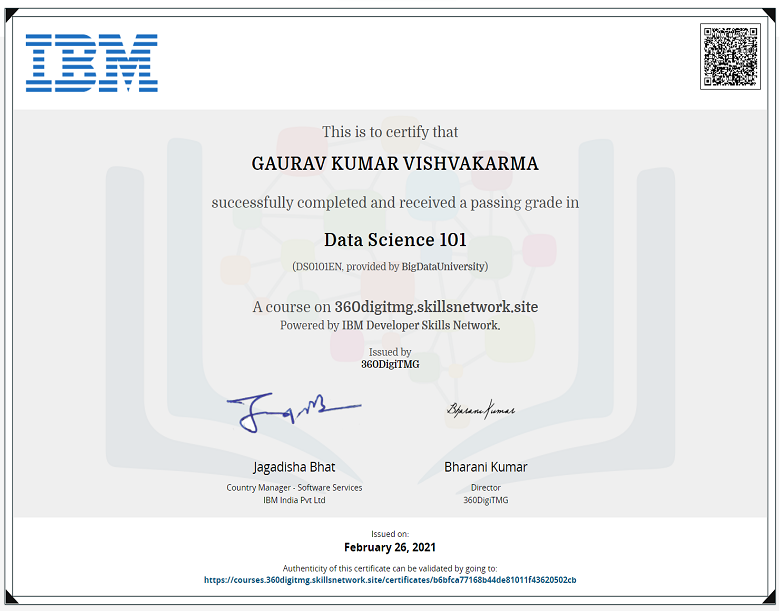 IBM
This is to certify that
GAURAV KUMAR VISHVAKARMA
successfully completed and received a passing grade in
Data Science 101
(DS0101EN, provided by BigDataUniversity)
A course on 360digitmg.skillsnetwork.site
Powered by IBM Developer Skills Network.
Issued by
360DigiTMG
Bharani Kumar
Jagadisha Bhat
Country Manager - Software Services
IBM India Pvt Ltd
Bharani Kumar
Director
360DigiTMG
Issued on:
February 26, 2021
Authenticity of this certificate can be validated by going to:
https://courses.360digitmg.skillsnetwork.site/certificates/b6bfca77168b44de81011f43620502cb